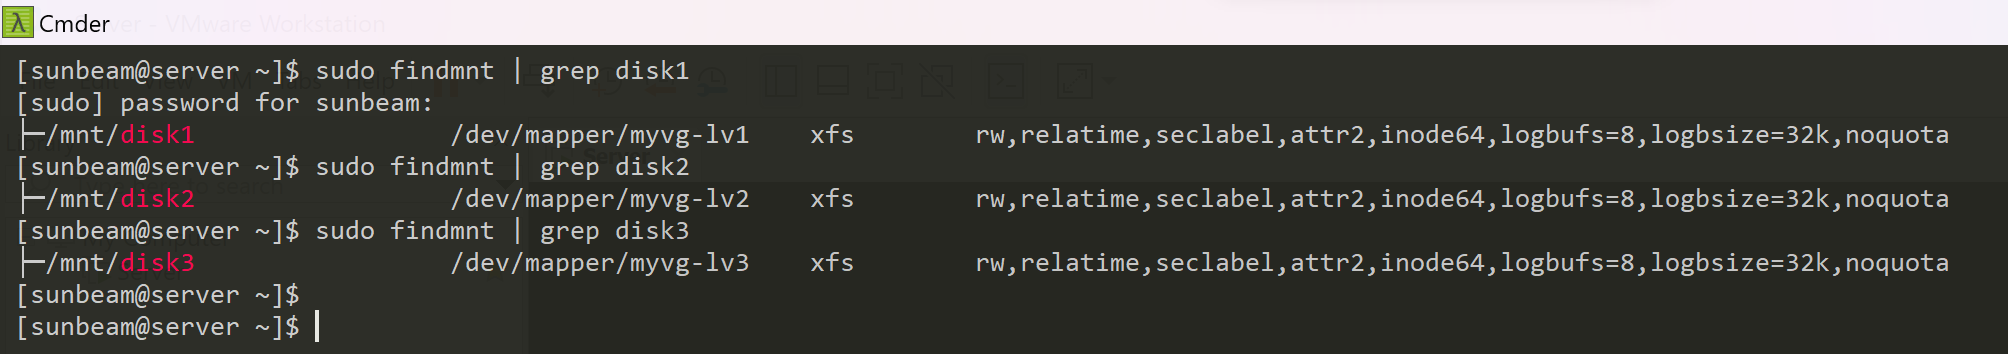 Cmder
[sunbeam@server ~]$ sudo findmnt | grep disk1
[sudo] password for sunbeam:
├─/mnt/disk1                 /dev/mapper/myvg-lv1    xfs        rw,relatime,seclabel,attr2,inode64,logbufs=8,logbsize=32k,noquota
[sunbeam@server ~]$ sudo findmnt | grep disk2
├─/mnt/disk2                 /dev/mapper/myvg-lv2    xfs        rw,relatime,seclabel,attr2,inode64,logbufs=8,logbsize=32k,noquota
[sunbeam@server ~]$ sudo findmnt | grep disk3
├─/mnt/disk3                 /dev/mapper/myvg-lv3    xfs        rw,relatime,seclabel,attr2,inode64,logbufs=8,logbsize=32k,noquota
[sunbeam@server ~]$
[sunbeam@server ~]$